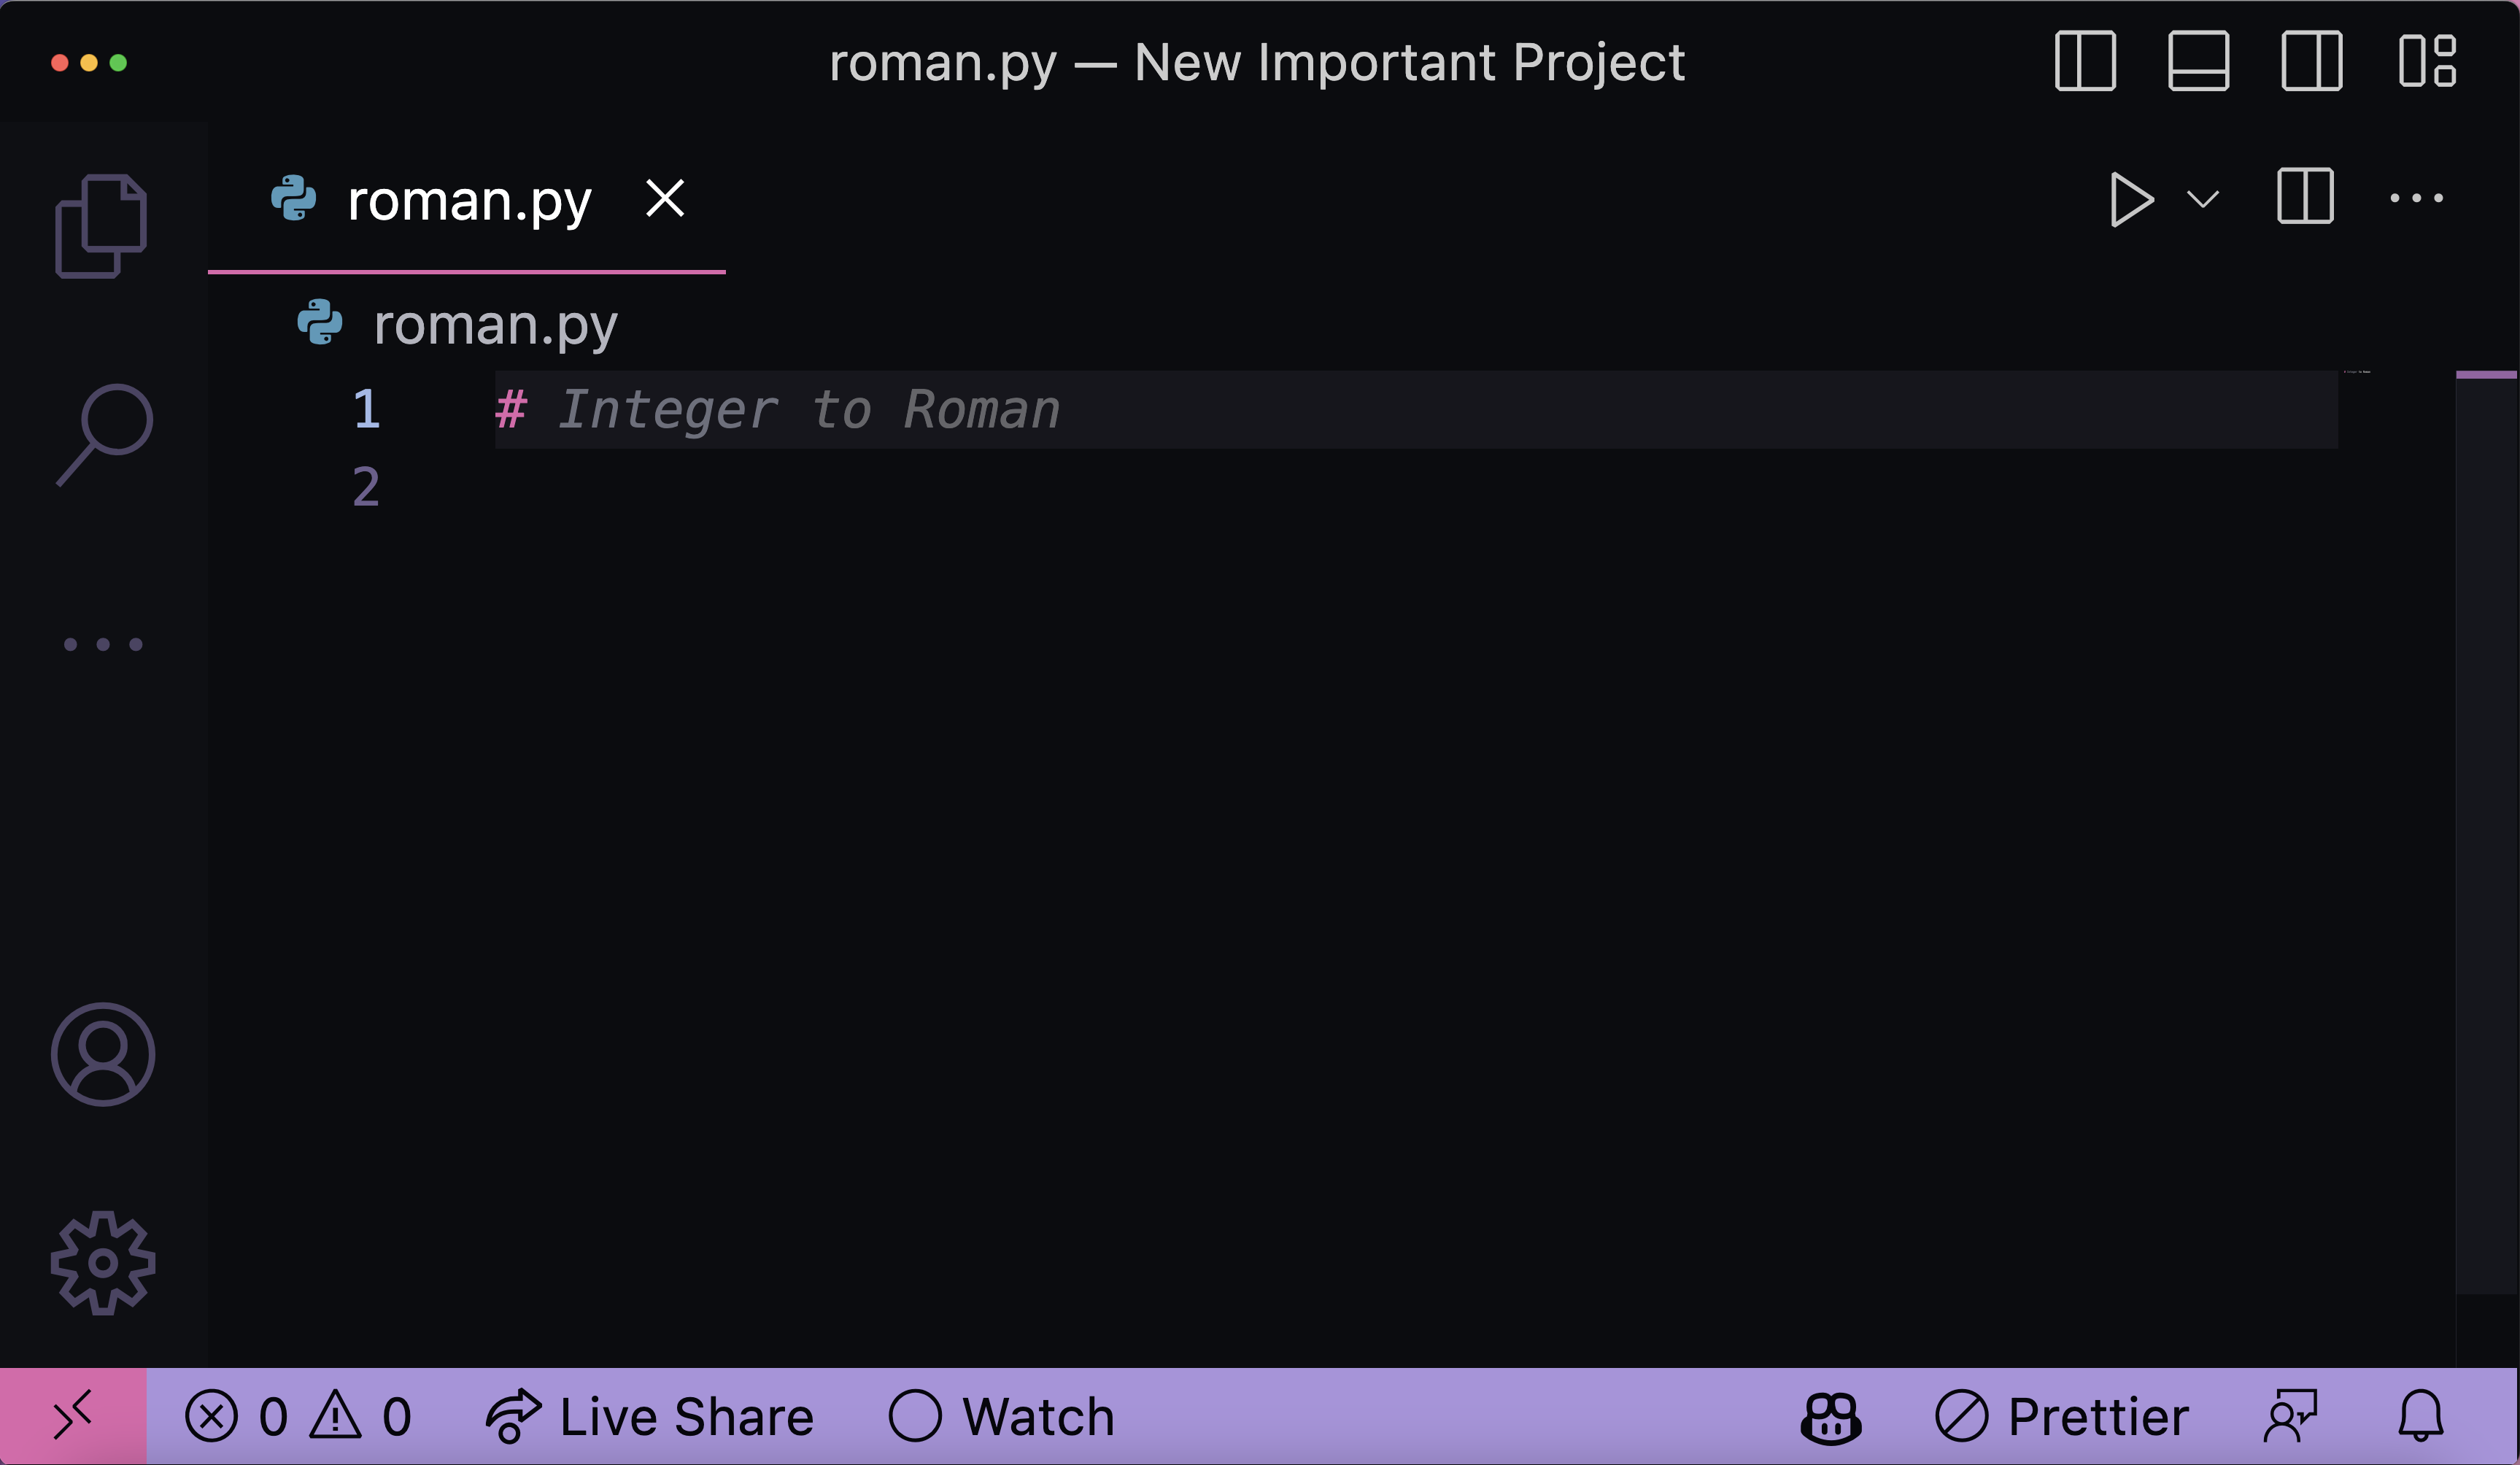 roman.py — New Important Project
roman.py
roman.py
1 # Integer to Roman
2
0 0 Live Share Watch Prettier